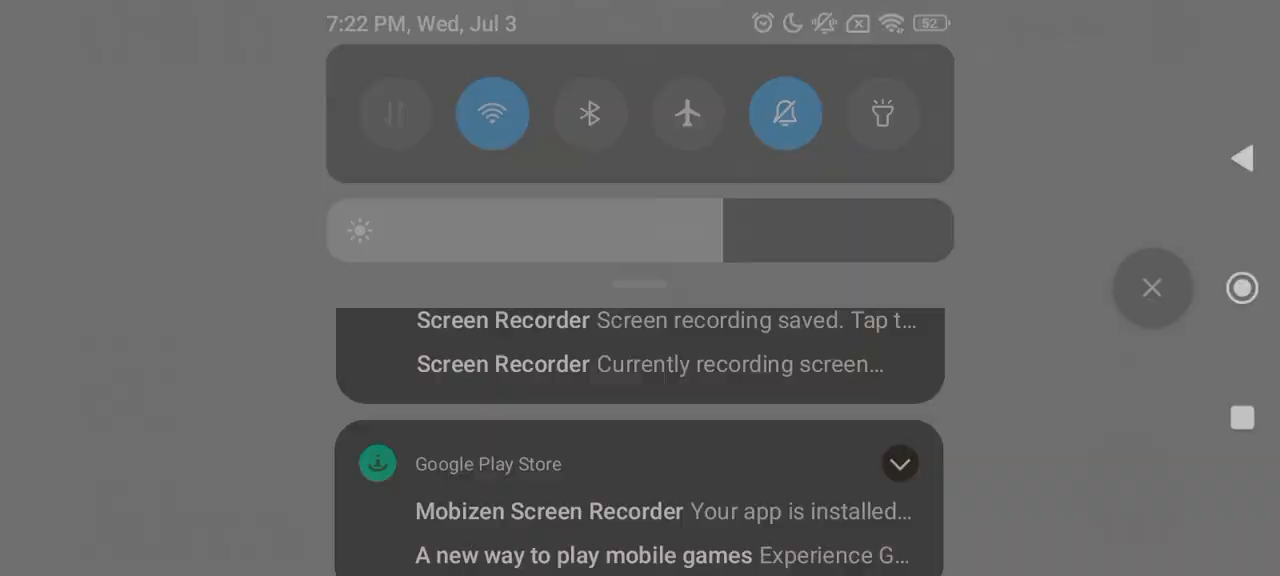 7:22 PM, Wed, Jul 3 52
Screen Recorder Screen recording saved. Tap t...
Screen Recorder Currently recording screen...
Google Play Store
Mobizen Screen Recorder Your app is installed...
A new way to play mobile games Experience G...